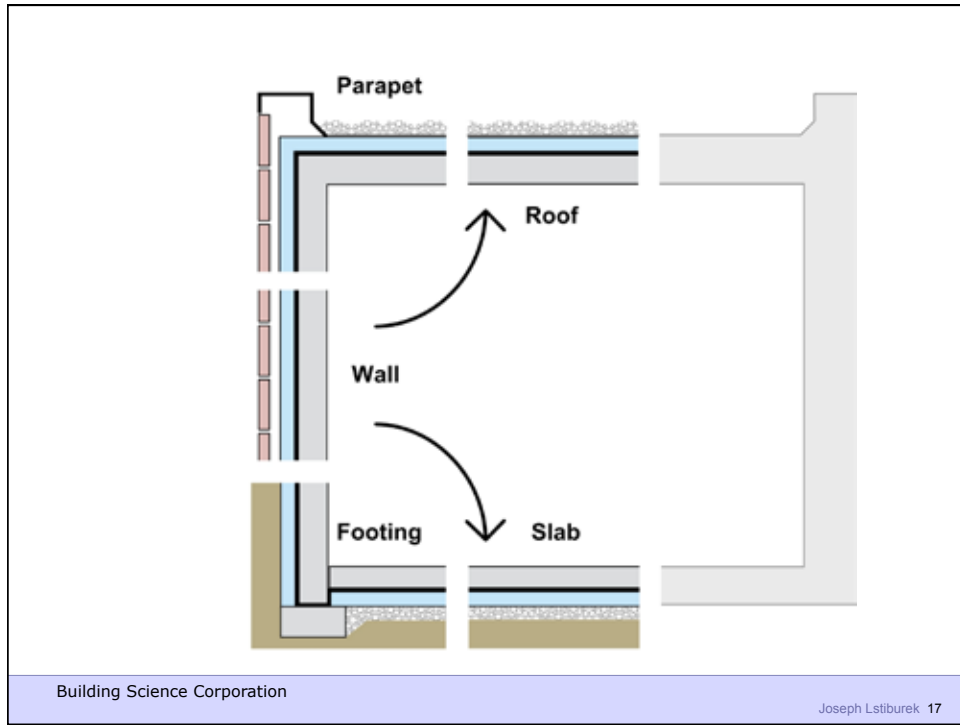 Parapet
Roof
Wall
Footing
Slab
Building Science Corporation
Joseph Lstiburek 17